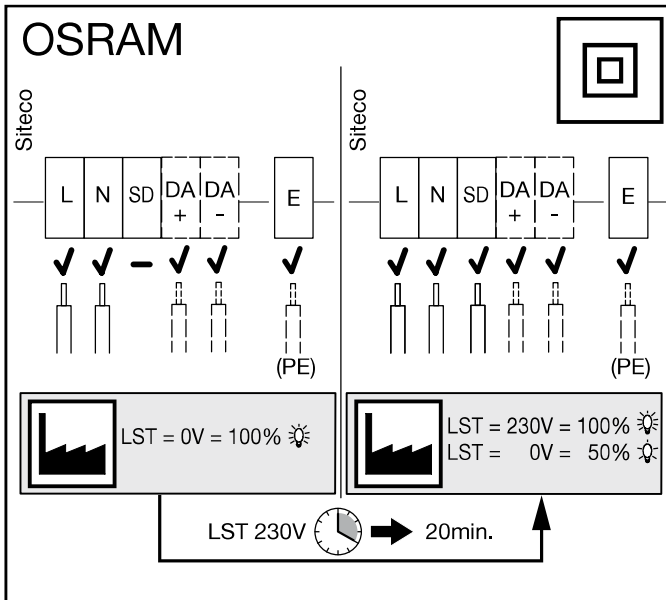 OSRAM
Siteco
L N SD DA + DA - E
(PE)
LST = 0V = 100%
Siteco
L N SD DA + DA - E
(PE)
LST = 230V = 100%
LST = 0V = 50%
LST 230V 20min.